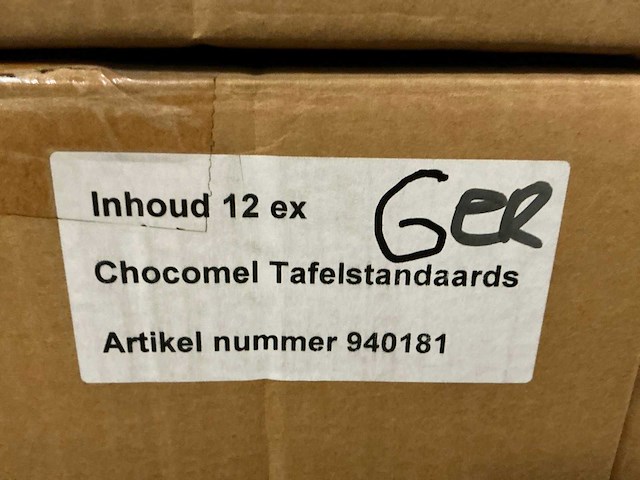 Inhoud 12 ex GER
Chocomel Tafelstandaards
Artikel nummer 940181